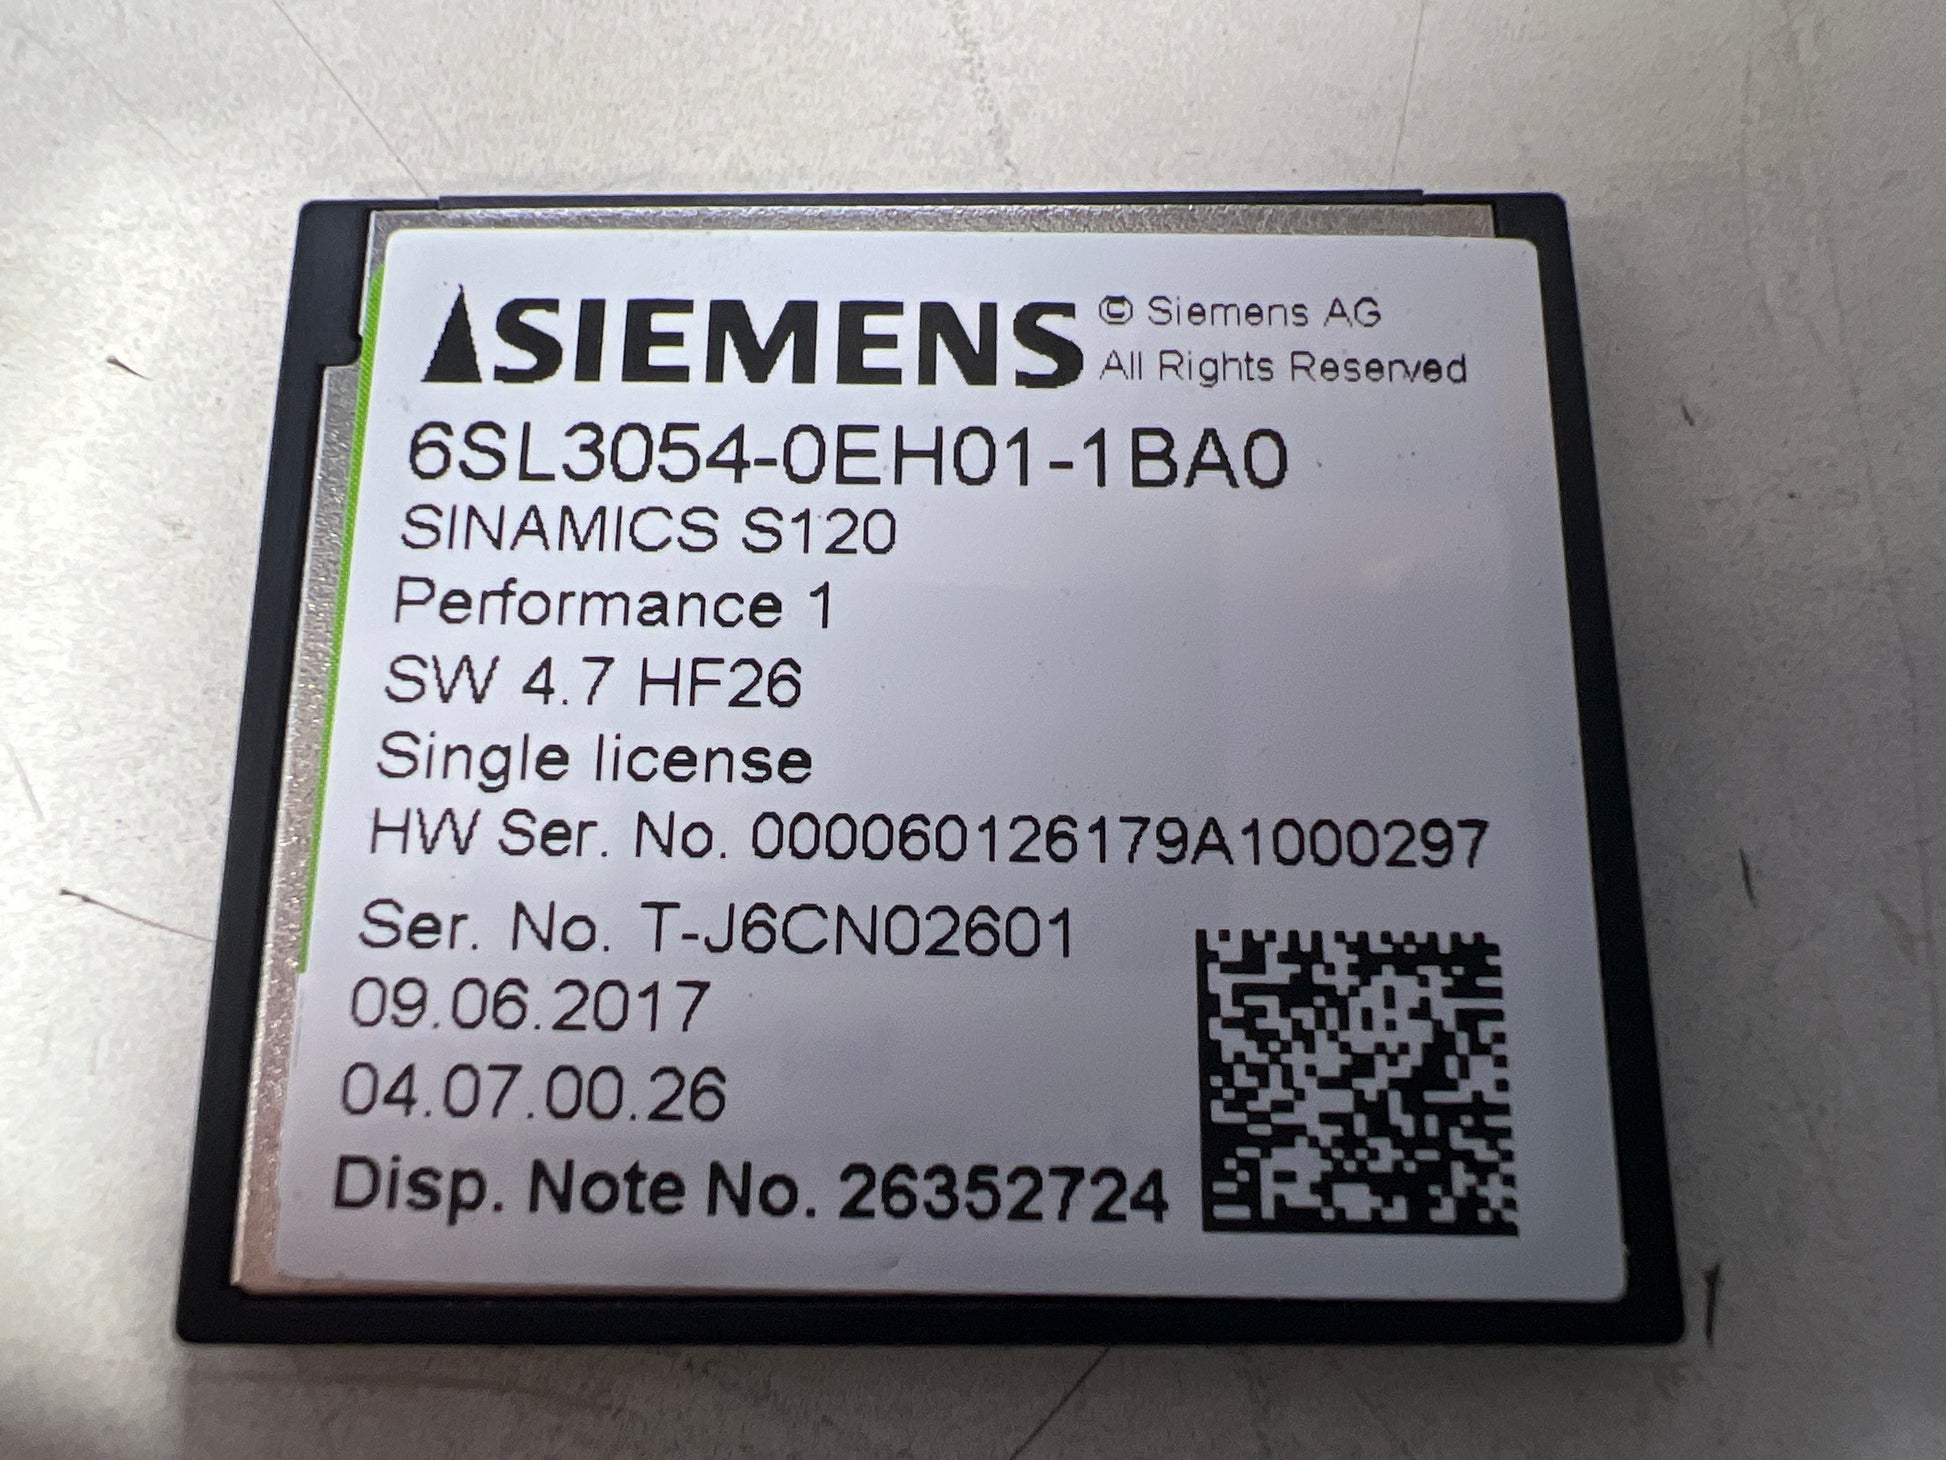 SIEMENS © Siemens AG
All Rights Reserved
6SL3054-0EH01-1BA0
SINAMICS S120
Performance 1
SW 4.7 HF26
Single license
HW Ser. No. 000060126179A1000297
Ser. No. T-J6CN02601
09.06.2017
04.07.00.26
Disp. Note No. 26352724